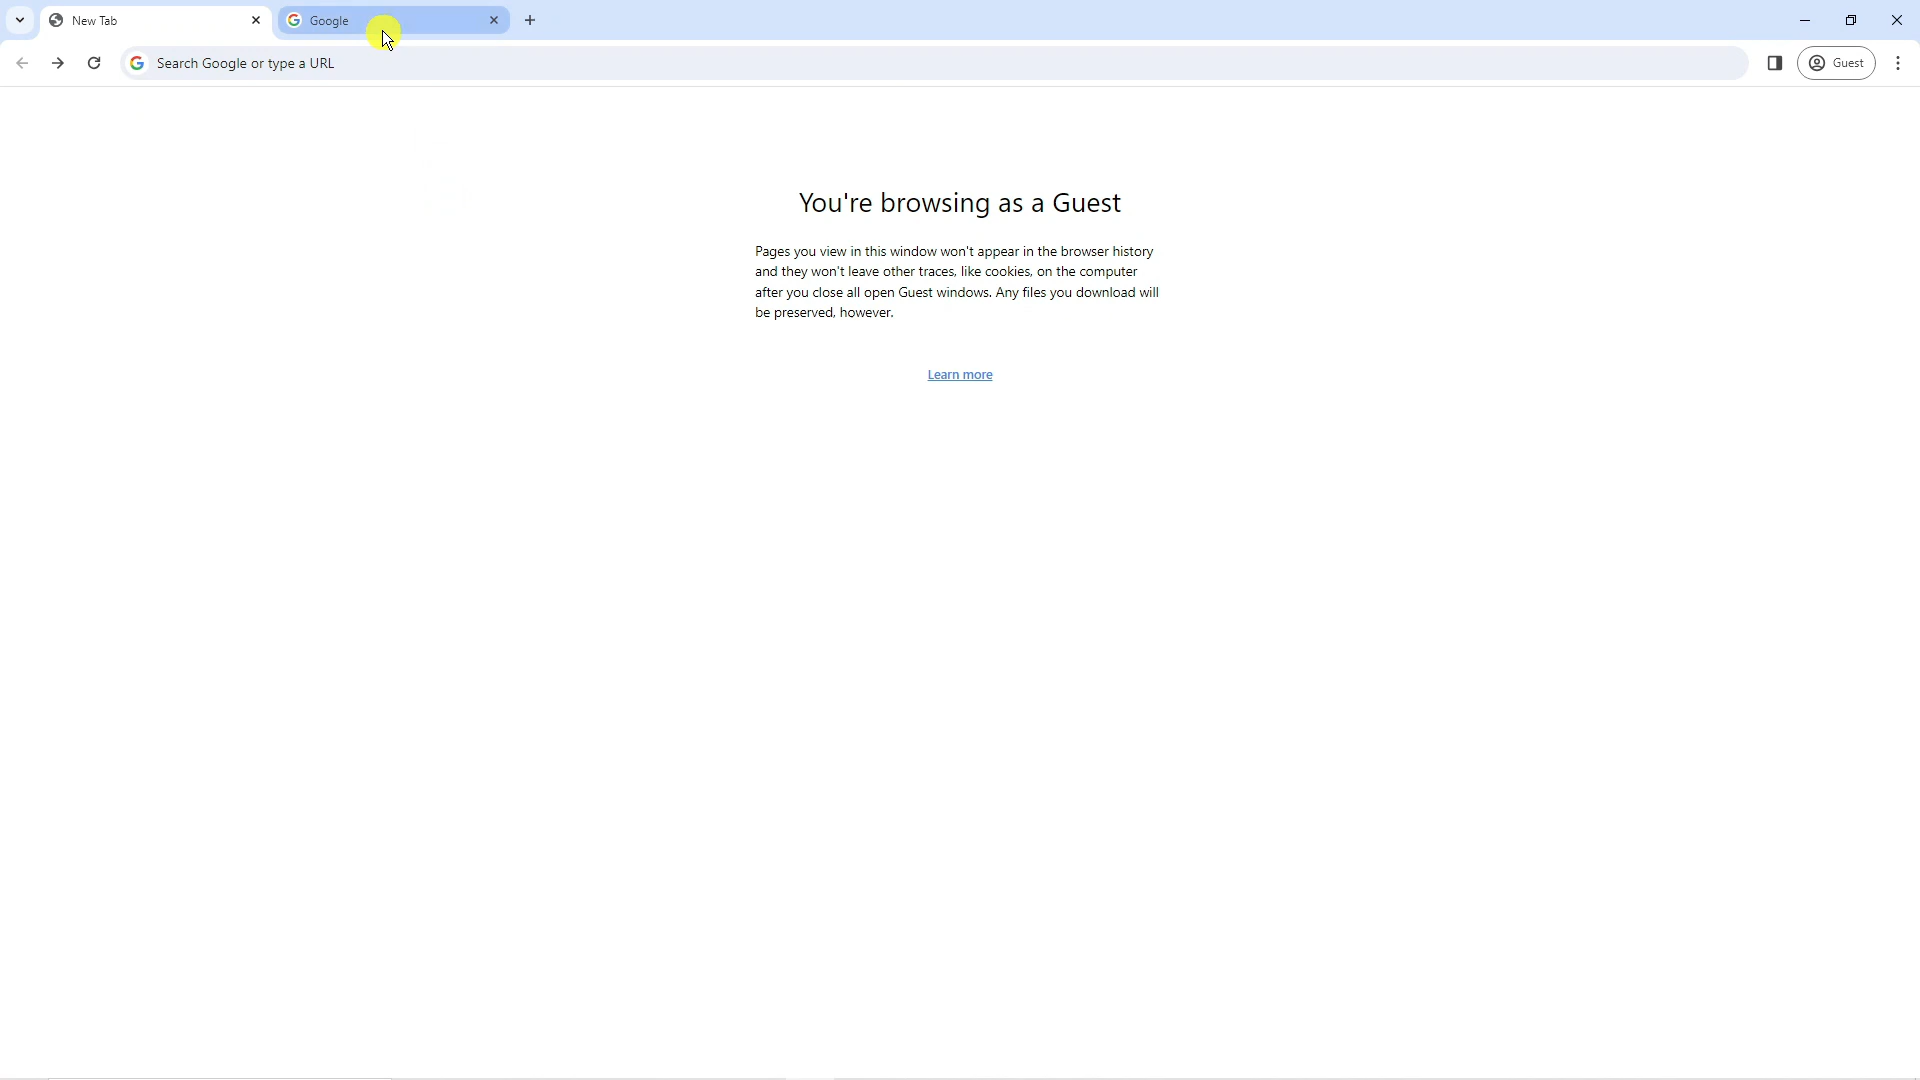 New Tab
Google
Search Google or type a URL
Guest
You're browsing as a Guest
Pages you view in this window won't appear in the browser history
and they won't leave other traces, like cookies, on the computer
after you close all open Guest windows. Any files you download will
be preserved, however.
Learn more